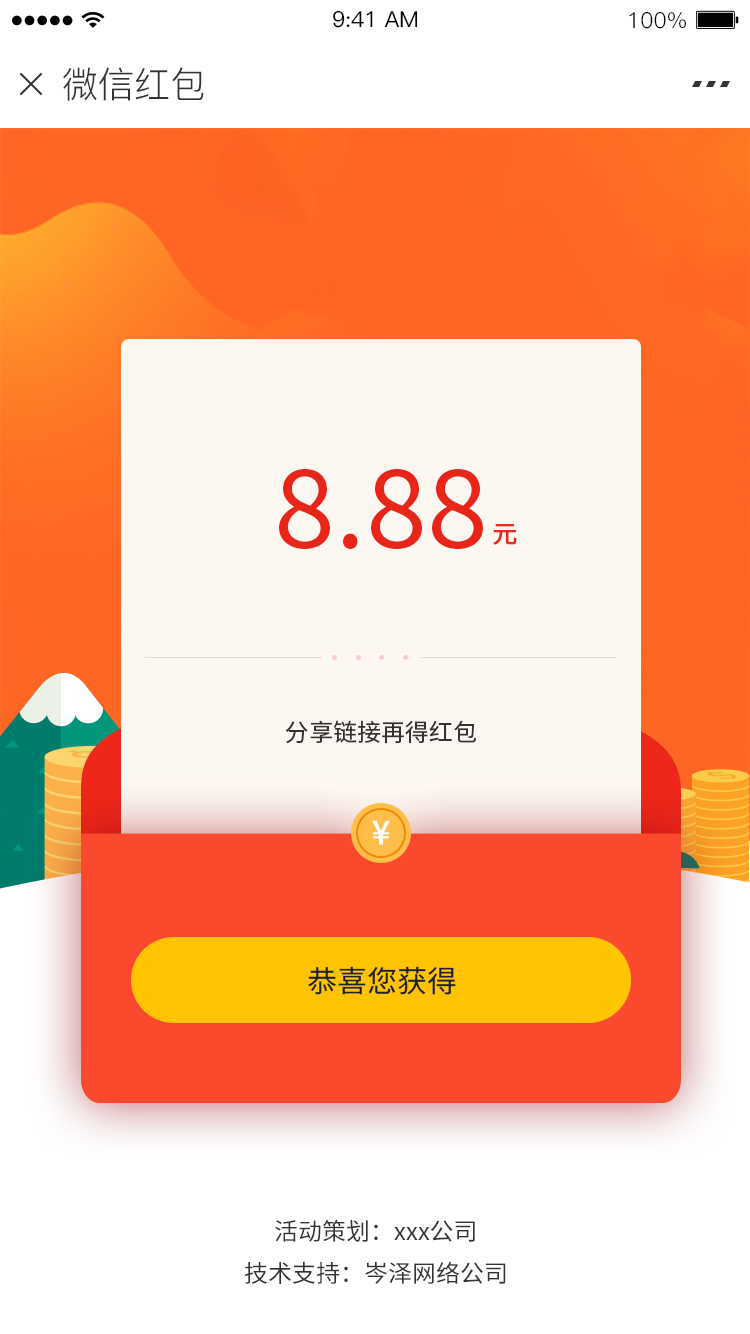 9:41 AM
100%
微信红包
8.88元
分享链接再得红包
¥
恭喜您获得
活动策划：xxx公司
技术支持：岑泽网络公司